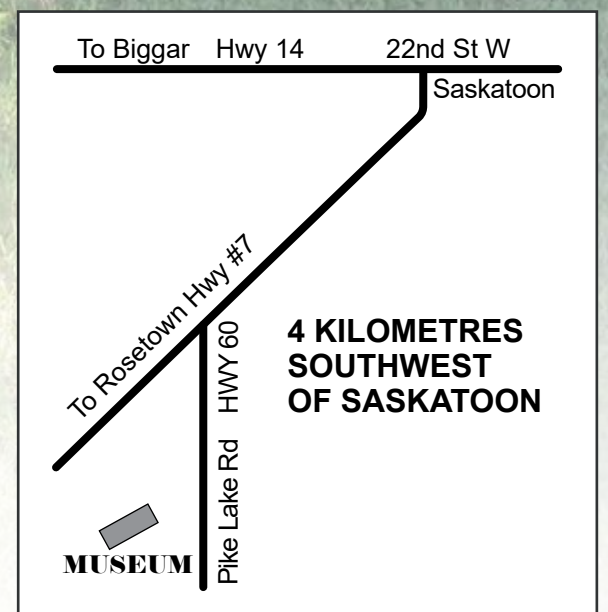 To Biggar Hwy 14 22nd St W
Saskatoon
To Rosetown Hwy #7
HWY 60
Pike Lake Rd
4 KILOMETRES
SOUTHWEST
OF SASKATOON
MUSEUM